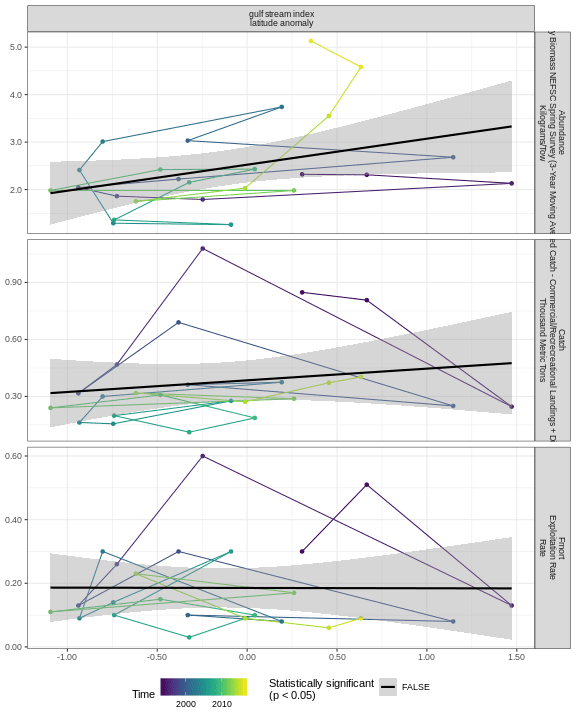 gulf stream index
latitude anomaly
5.0
4.0
3.0
2.0
Abundance
y Biomass NEFSC Spring Survey (3-Year Moving Ave
Kilograms/Tow
0.90
0.60
0.30
Catch
ed Catch - Commercial/Recreational Landings + D
Thousand Metric Tons
0.60
0.40
0.20
0.00
Fmort
Exploitation Rate
Rate
-1.00
-0.50
0.00
0.50
1.00
1.50
Time
2000
2010
Statistically significant
(p < 0.05)
FALSE